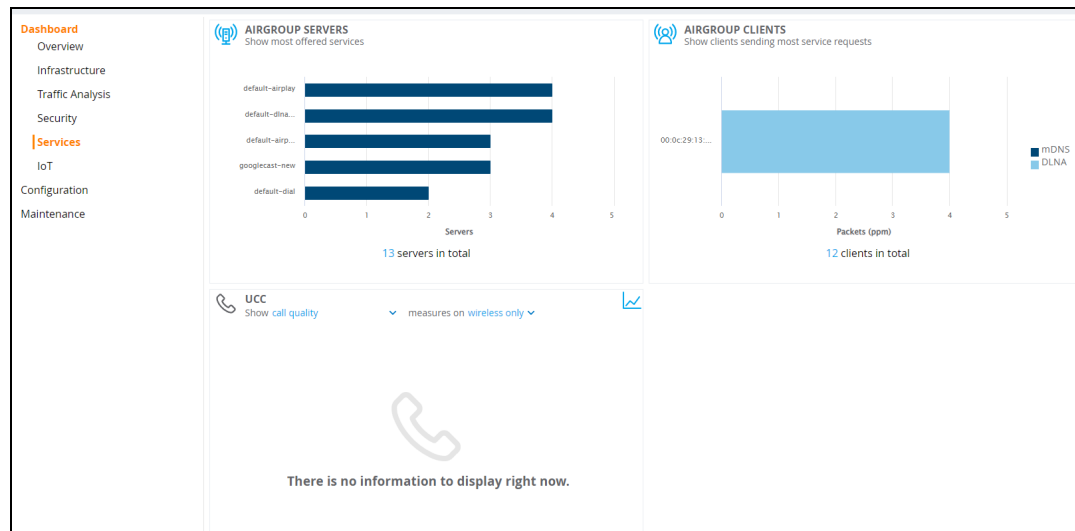 Dashboard
Overview
Infrastructure
Traffic Analysis
Security
Services
IoT
Configuration
Maintenance
AIRGROUP SERVERS
Show most offered services
default-airplay
default-dlna...
default-airp...
googlecast-new
default-dial
0 1 2 3 4 5
Servers
13 servers in total
AIRGROUP CLIENTS
Show clients sending most service requests
00:0c:29:13:...
mDNS
DLNA
0 1 2 3 4 5
Packets (ppm)
12 clients in total
UCC
Show call quality measures on wireless only
There is no information to display right now.